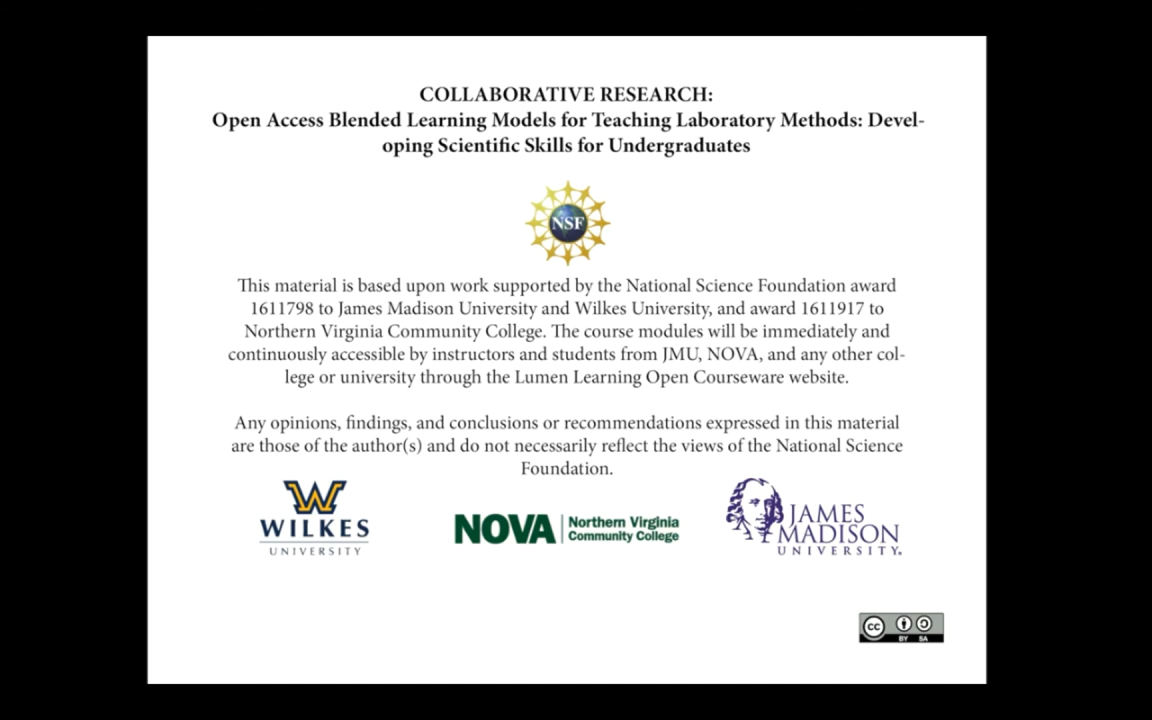 COLLABORATIVE RESEARCH:
Open Access Blended Learning Models for Teaching Laboratory Methods: Devel-
oping Scientific Skills for Undergraduates
NSF
This material is based upon work supported by the National Science Foundation award
1611798 to James Madison University and Wilkes University, and award 1611917 to
Northern Virginia Community College. The course modules will be immediately and
continuously accessible by instructors and students from JMU, NOVA, and any other col-
lege or university through the Lumen Learning Open Courseware website.
Any opinions, findings, and conclusions or recommendations expressed in this material
are those of the author(s) and do not necessarily reflect the views of the National Science
Foundation.
W
WILKES
UNIVERSITY
NOVA
Northern Virginia
Community College
JAMES
MADISON
UNIVERSITY.
cc
BY SA